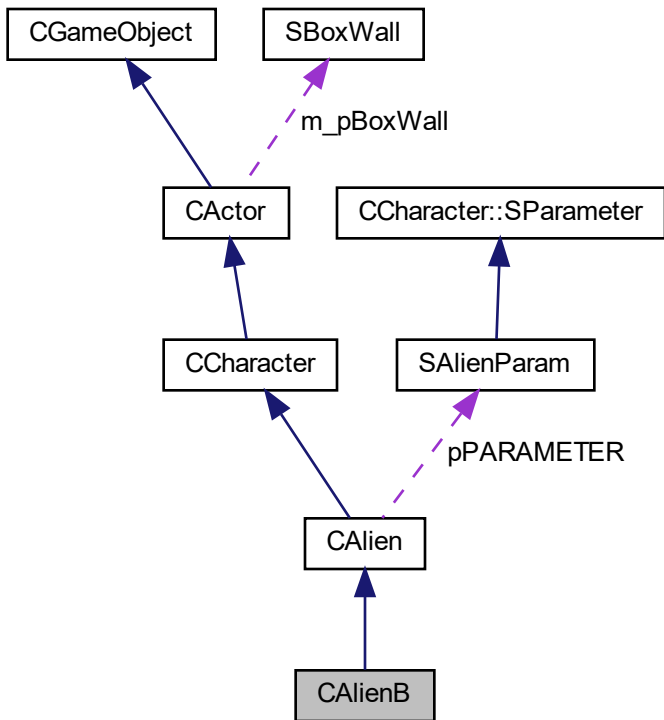 CGameObject
SBoxWall
m_pBoxWall
CActor
CCharacter::SParameter
CCharacter
SAlienParam
pPARAMETER
CAlien
CAlienB